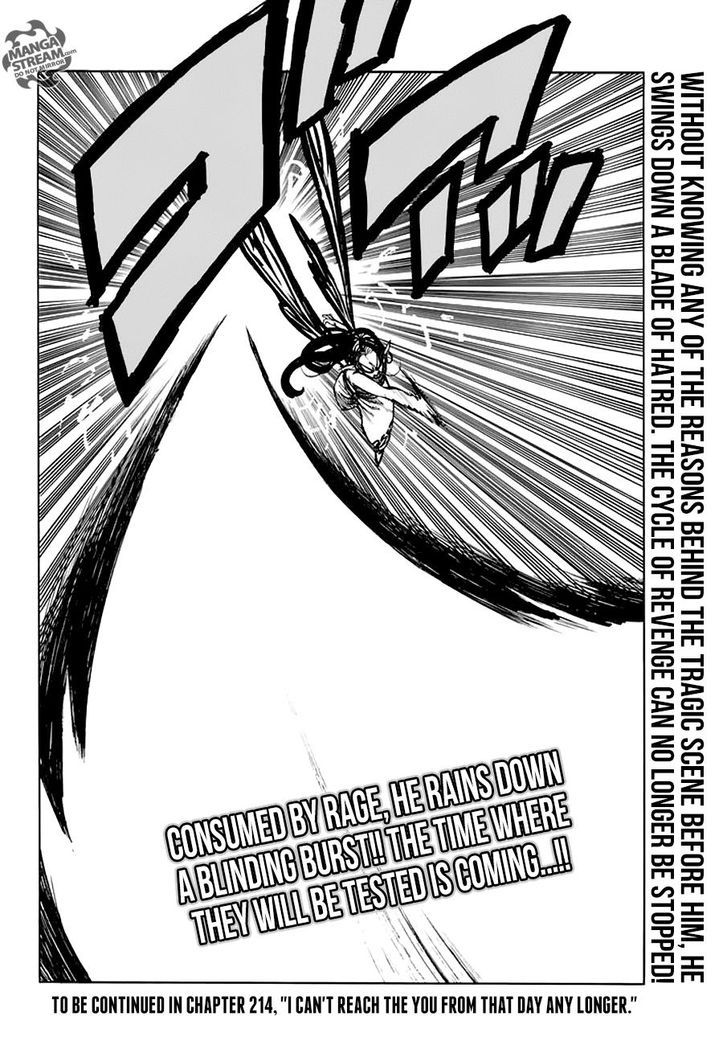 MANGA
STREAM.com
DO NOT MIRROR
WITHOUT KNOWING ANY OF THE REASONS BEHIND THE TRAGIC SCENE BEFORE HIM, HE
SWINGS DOWN A BLADE OF HATRED. THE CYCLE OF REVENGE CAN NO LONGER BE STOPPED!
CONSUMED BY RAGE, HE RAINS DOWN
A BLINDING BURST!! THE TIME WHERE
THEY WILL BE TESTED IS COMING...!!
TO BE CONTINUED IN CHAPTER 214, "I CAN'T REACH THE YOU FROM THAT DAY ANY LONGER."